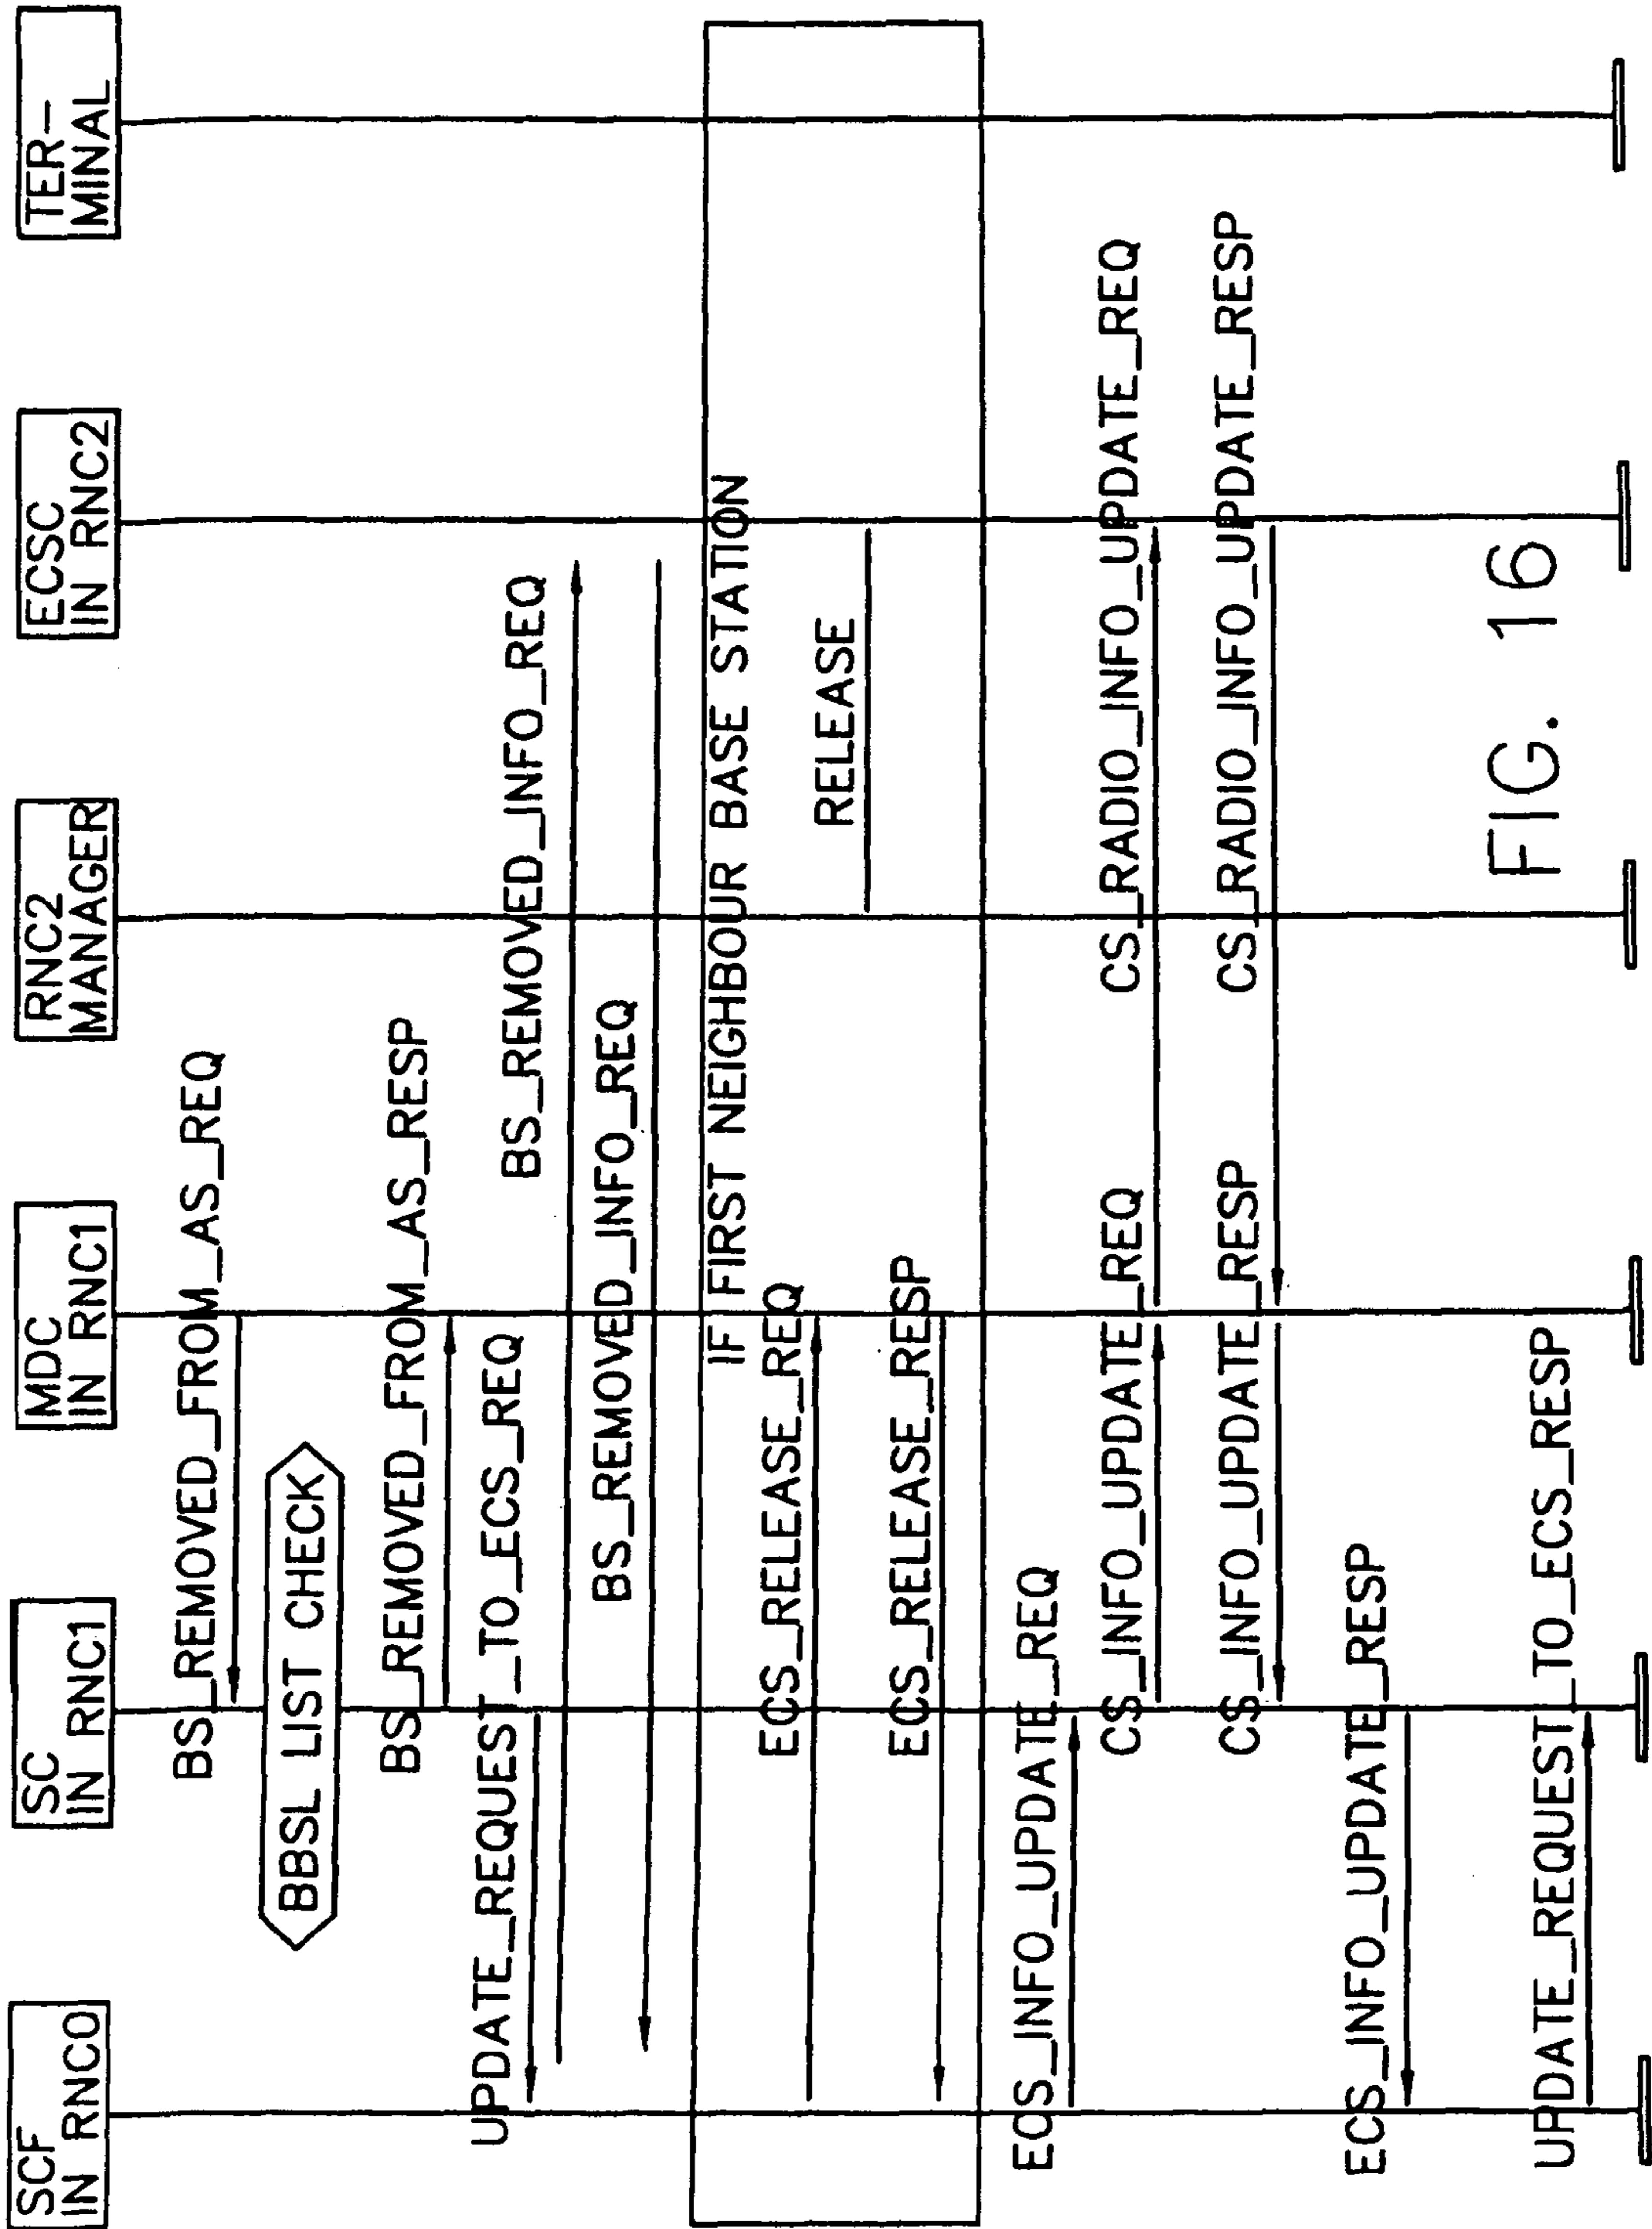 SCF
IN RNC0
SC
IN RNC1
MDC
IN RNC1
RNC2
MANAGER
ECSC
IN RNC2
TER-
MINAL
BS_REMOVED_FROM_AS_REQ
BBSL LIST CHECK
BS_REMOVED_FROM_AS_RESP
UPDATE_REQUEST_TO_ECS_REQ
BS_REMOVED_INFO_REQ
BS_REMOVED_INFO_REQ
IF FIRST NEIGHBOUR BASE STATION
ECS_RELEASE_REQ
RELEASE
ECS_RELEASE_RESP
EOS_INFO_UPDATE_REQ
CS_INFO_UPDATE_REQ
CS_RADIO_INFO_UPDATE_REQ
CS_INFO_UPDATE_RESP
CS_RADIO_INFO_UPDATE_RESP
ECS_INFO_UPDATE_RESP
UPDATE_REQUEST_TO_ECS_RESP
FIG. 16